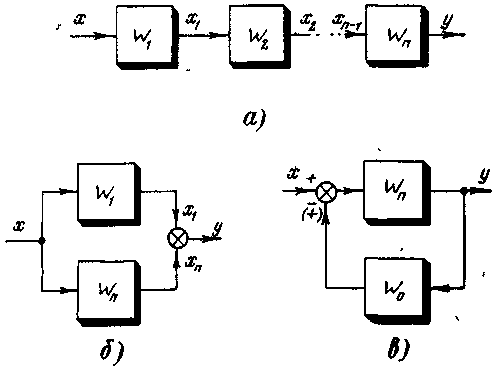 x W₁ x₁ W₂ x₂ xₙ₋₁ Wₙ y
а)
W₁
x x₁ y
xₙ
Wₙ
б)
x + Wₙ y
(∓)
W₀
в)